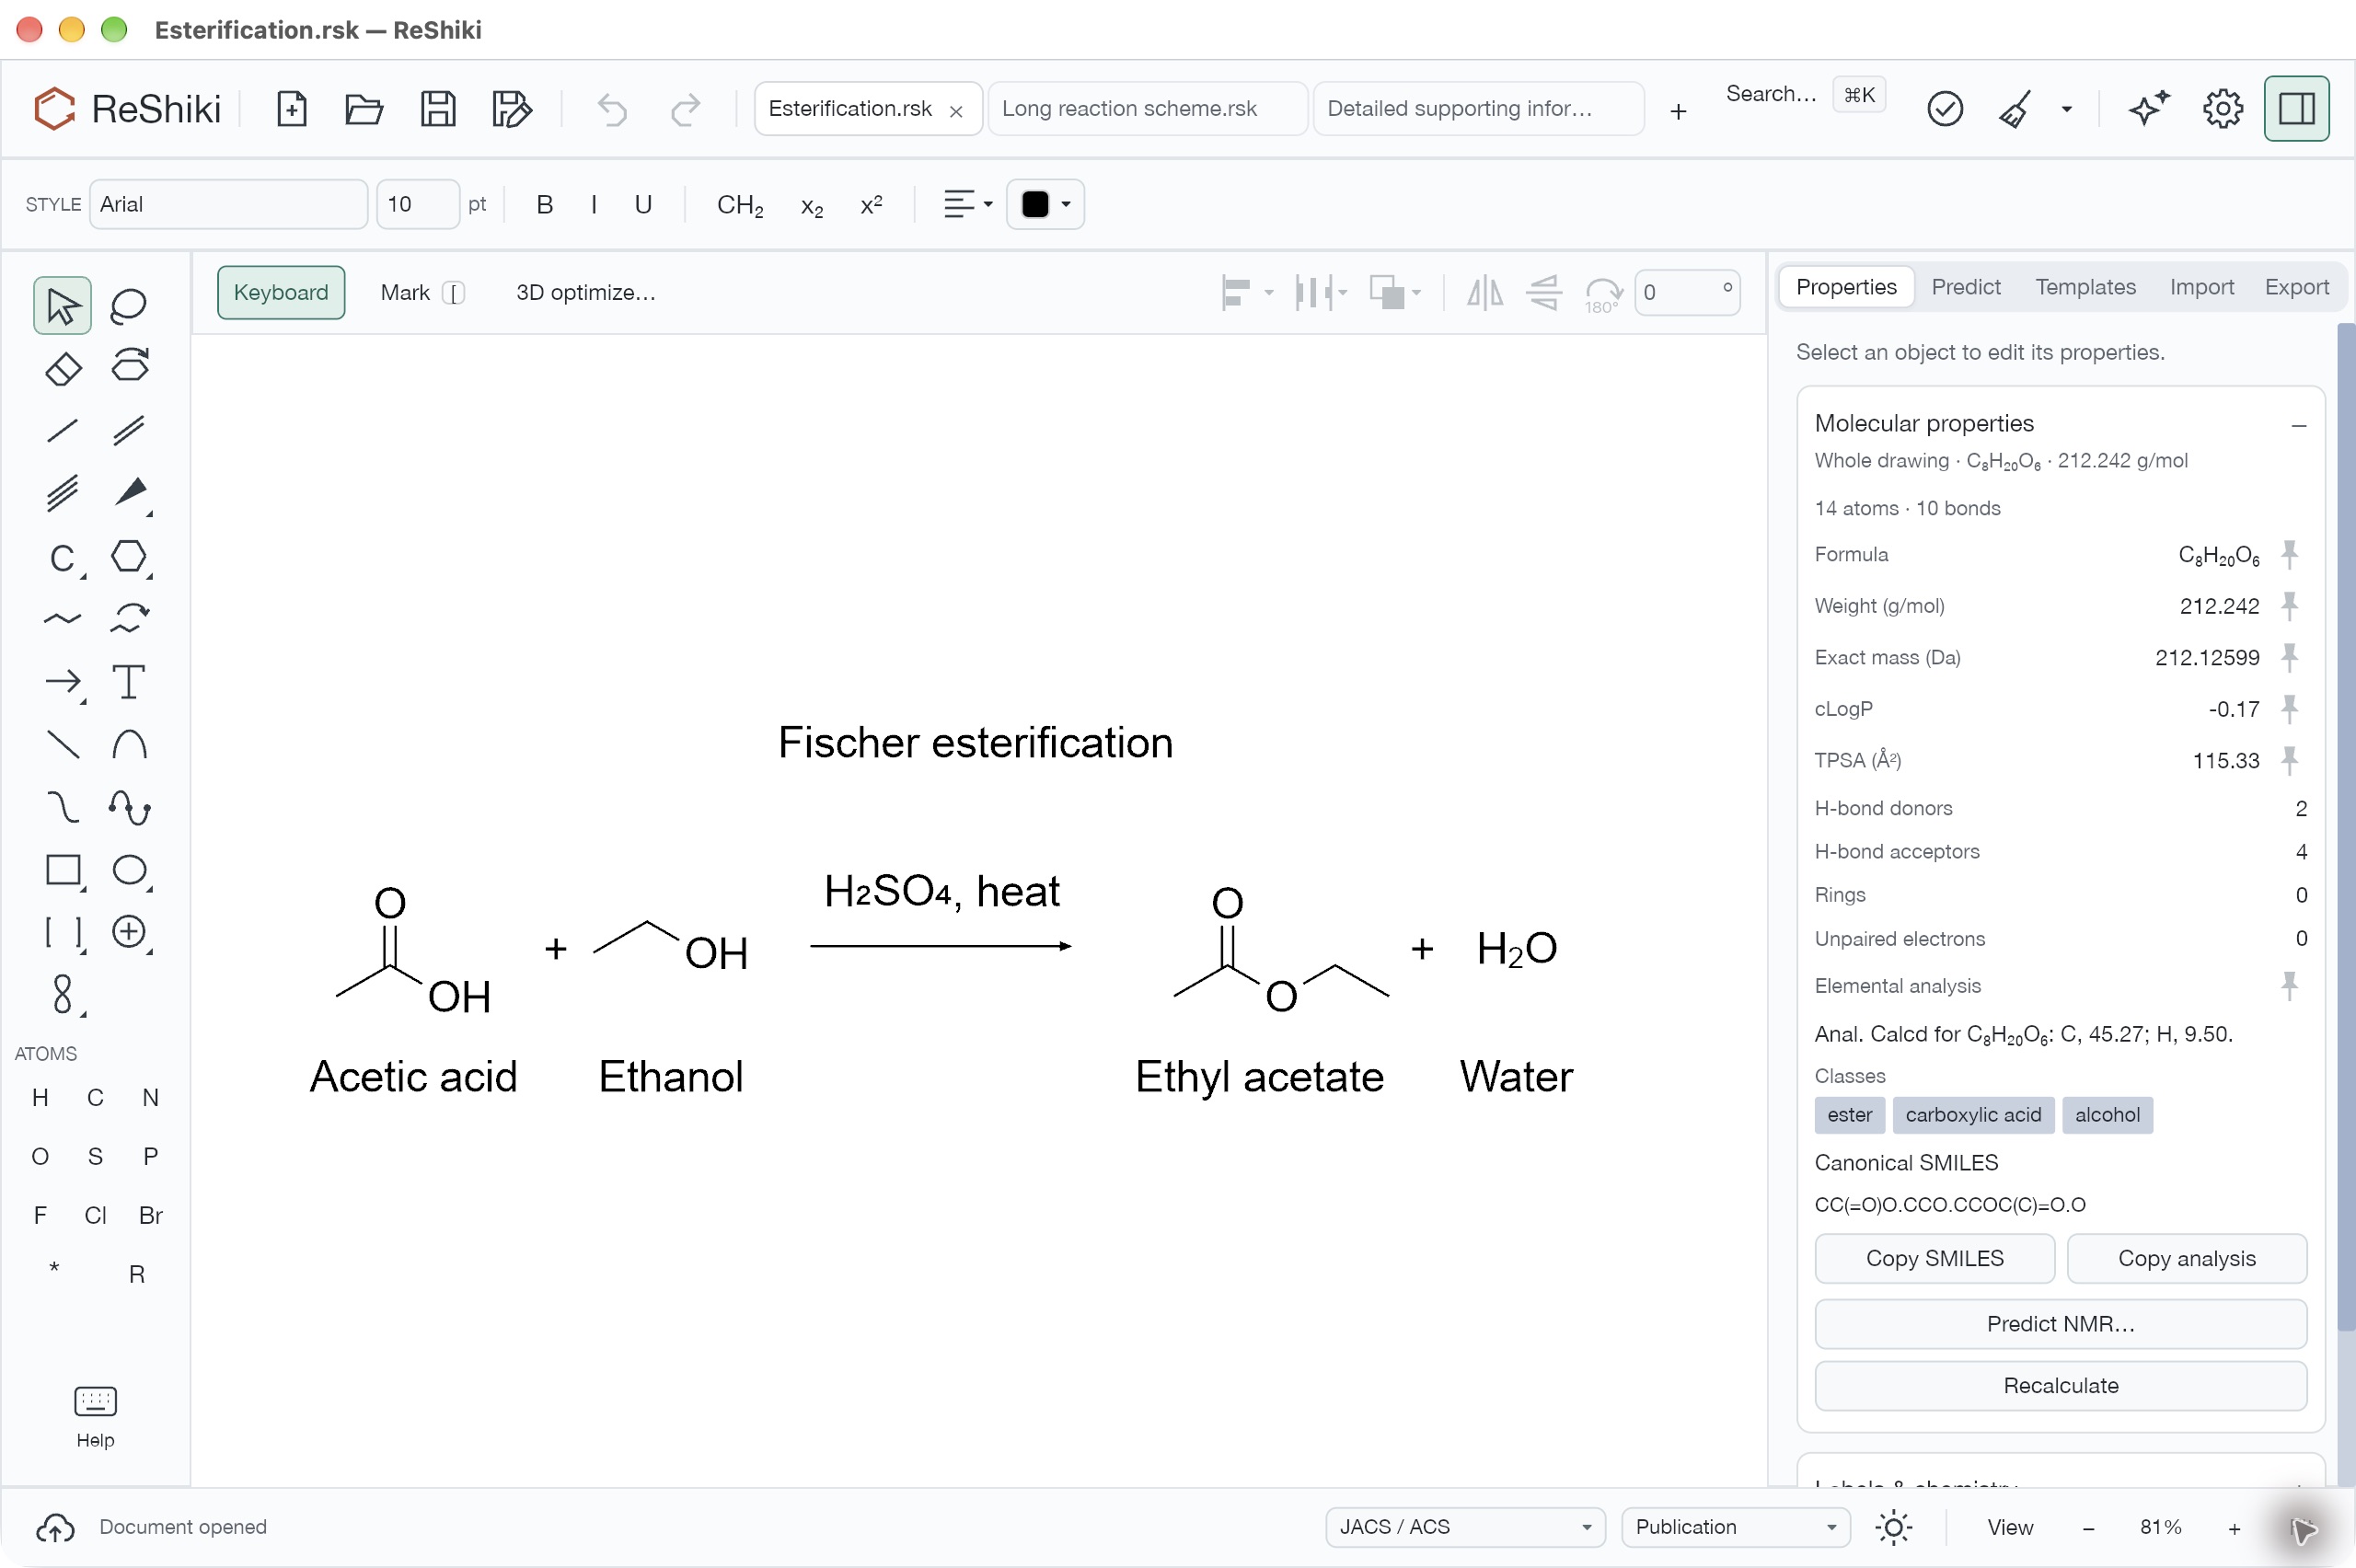 Esterification.rsk — ReShiki
ReShiki
Esterification.rsk ×
Long reaction scheme.rsk
Detailed supporting infor…
+
Search… ⌘K
STYLE Arial 10 pt B I U CH₂ x₂ x²
Keyboard Mark [ 3D optimize…
180° 0 °
Properties Predict Templates Import Export
C
T
ATOMS
H C N
O S P
F Cl Br
* R
Help
Fischer esterification
O
OH
+
OH
H₂SO₄, heat
O
O
+
H₂O
Acetic acid Ethanol Ethyl acetate Water
Select an object to edit its properties.
Molecular properties –
Whole drawing · C₈H₂₀O₆ · 212.242 g/mol
14 atoms · 10 bonds
Formula C₈H₂₀O₆
Weight (g/mol) 212.242
Exact mass (Da) 212.12599
cLogP -0.17
TPSA (Å²) 115.33
H-bond donors 2
H-bond acceptors 4
Rings 0
Unpaired electrons 0
Elemental analysis
Anal. Calcd for C₈H₂₀O₆: C, 45.27; H, 9.50.
Classes
ester carboxylic acid alcohol
Canonical SMILES
CC(=O)O.CCO.CCOC(C)=O.O
Copy SMILES Copy analysis
Predict NMR…
Recalculate
Labels & chemistry
Document opened
JACS / ACS Publication View – 81% +